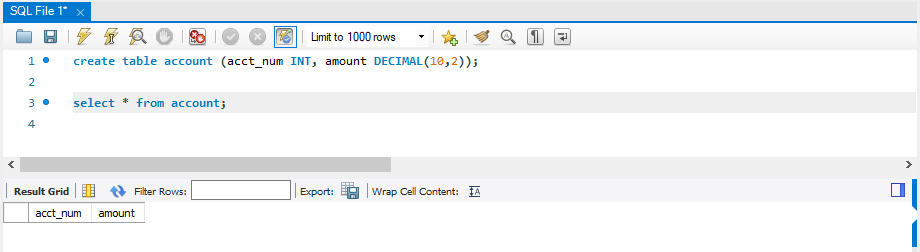 SQL File 1*
Limit to 1000 rows
1 create table account (acct_num INT, amount DECIMAL(10,2));
2
3 select * from account;
4
Result Grid Filter Rows: Export: Wrap Cell Content: IA
acct_num amount